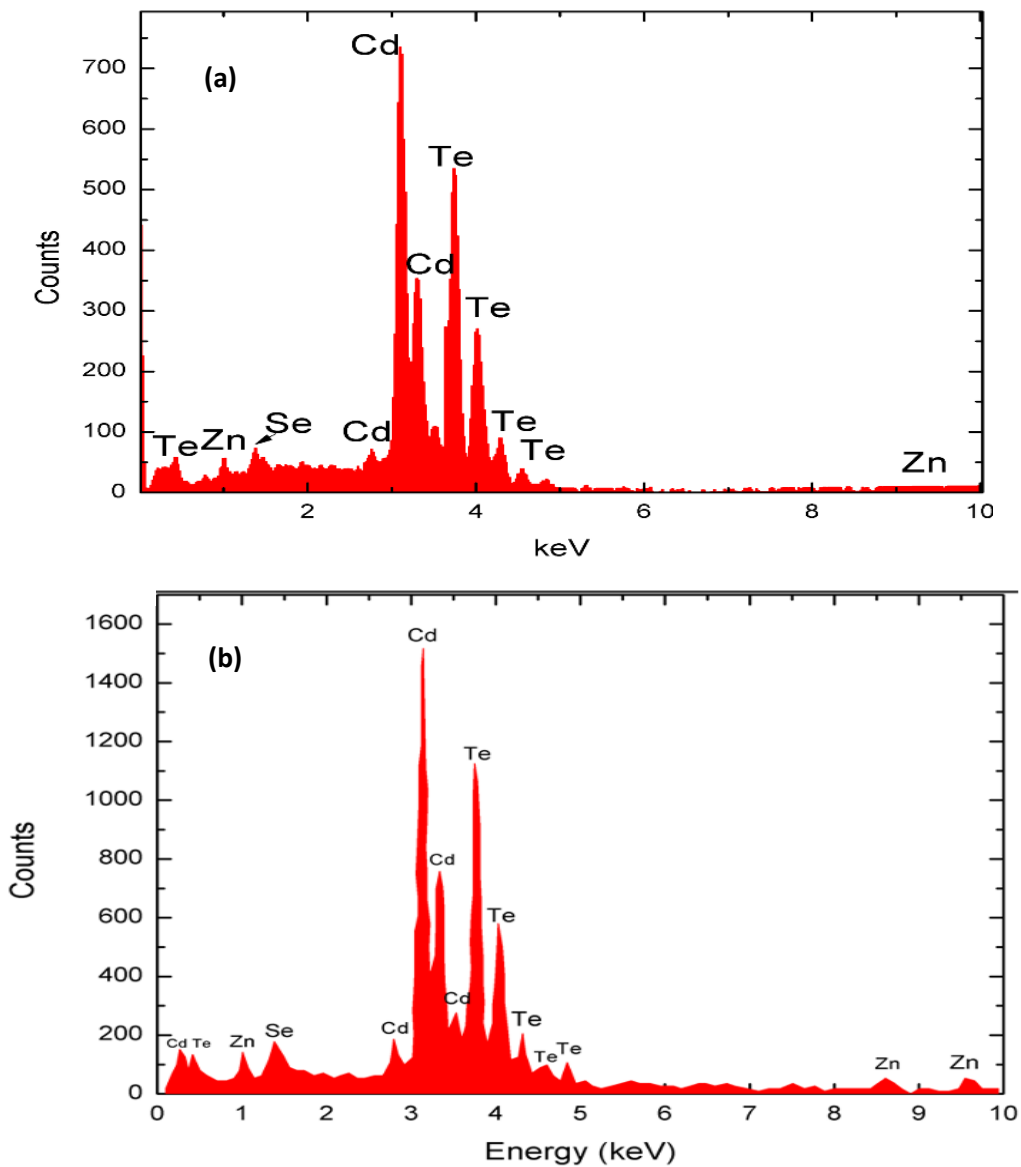 (a)
Cd
Te
Cd
Te
Cd
Te
Te
Te
Zn
Se
Zn
700
600
500
400
300
200
100
0
Counts
2
4
6
8
10
keV
(b)
Cd
Te
Cd
Te
Cd
Te
Te
Te
Cd
Cd
Te
Zn
Se
Zn
Zn
1600
1400
1200
1000
800
600
400
200
0
Counts
0
1
2
3
4
5
6
7
8
9
10
Energy (keV)